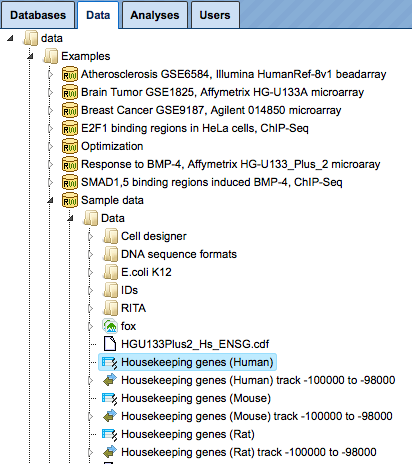 Databases Data Analyses Users
data
Examples
Atherosclerosis GSE6584, Illumina HumanRef-8v1 beadarray
Brain Tumor GSE1825, Affymetrix HG-U133A microarray
Breast Cancer GSE9187, Agilent 014850 microarray
E2F1 binding regions in HeLa cells, ChIP-Seq
Optimization
Response to BMP-4, Affymetrix HG-U133_Plus_2 microarray
SMAD1,5 binding regions induced BMP-4, ChIP-Seq
Sample data
Data
Cell designer
DNA sequence formats
E.coli K12
IDs
RITA
fox
HGU133Plus2_Hs_ENSG.cdf
Housekeeping genes (Human)
Housekeeping genes (Human) track -100000 to -98000
Housekeeping genes (Mouse)
Housekeeping genes (Mouse) track -100000 to -98000
Housekeeping genes (Rat)
Housekeeping genes (Rat) track -100000 to -98000